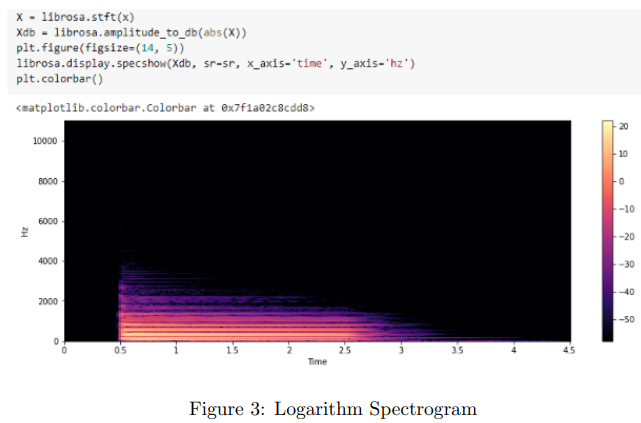 X = librosa.stft(x)
Xdb = librosa.amplitude_to_db(abs(X))
plt.figure(figsize=(14, 5))
librosa.display.specshow(Xdb, sr=sr, x_axis='time', y_axis='hz')
plt.colorbar()
<matplotlib.colorbar.Colorbar at 0x7f1a02c8cdd8>
10000
8000
6000
4000
2000
0
Hz
0 0.5 1 1.5 2 2.5 3 3.5 4 4.5
Time
20
10
0
−10
−20
−30
−40
−50
Figure 3: Logarithm Spectrogram